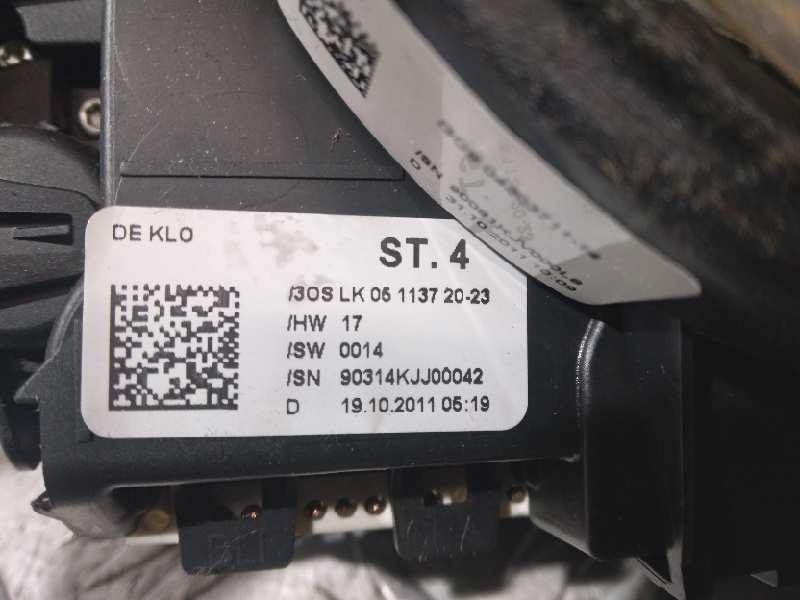 DE KLO
ST. 4
/3OS LK 05 1137 20-23
/HW 17
/SW 0014
/SN 90314KJJ00042
D 19.10.2011 05:19
/SN
D